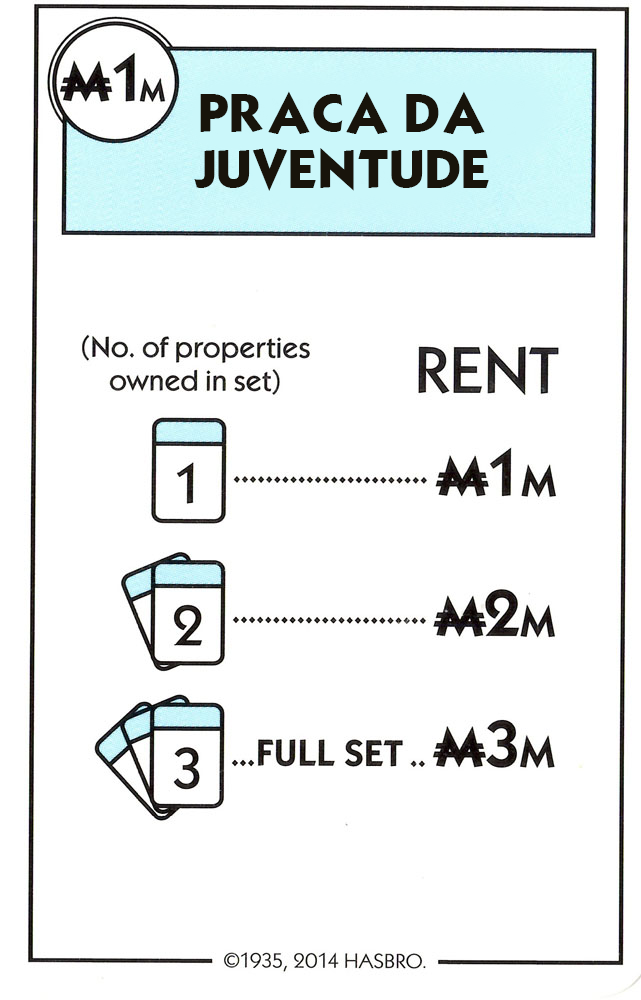 ₩1M
PRACA DA
JUVENTUDE
(No. of properties
owned in set)
RENT
1 ........................ ₩1M
2 ........................ ₩2M
3 ...FULL SET .. ₩3M
©1935, 2014 HASBRO.